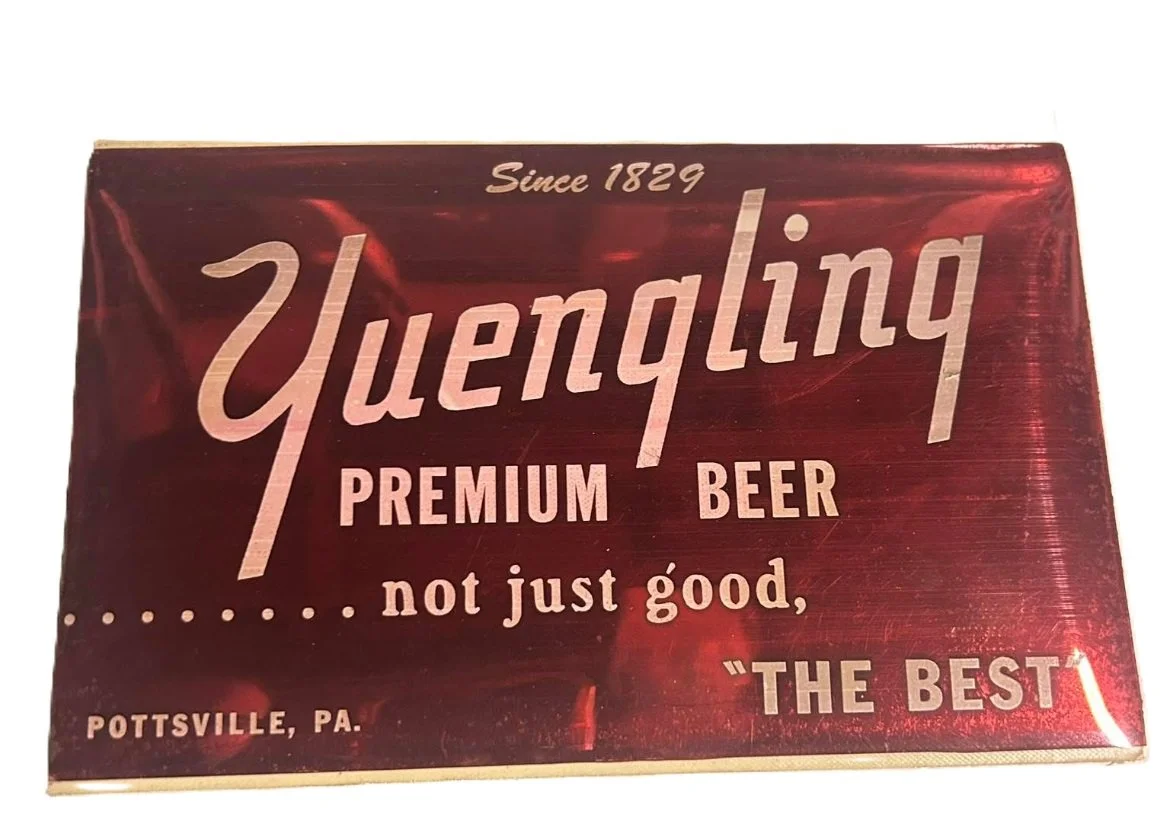 Since 1829
Yuengling
PREMIUM BEER
........ not just good,
"THE BEST"
POTTSVILLE, PA.